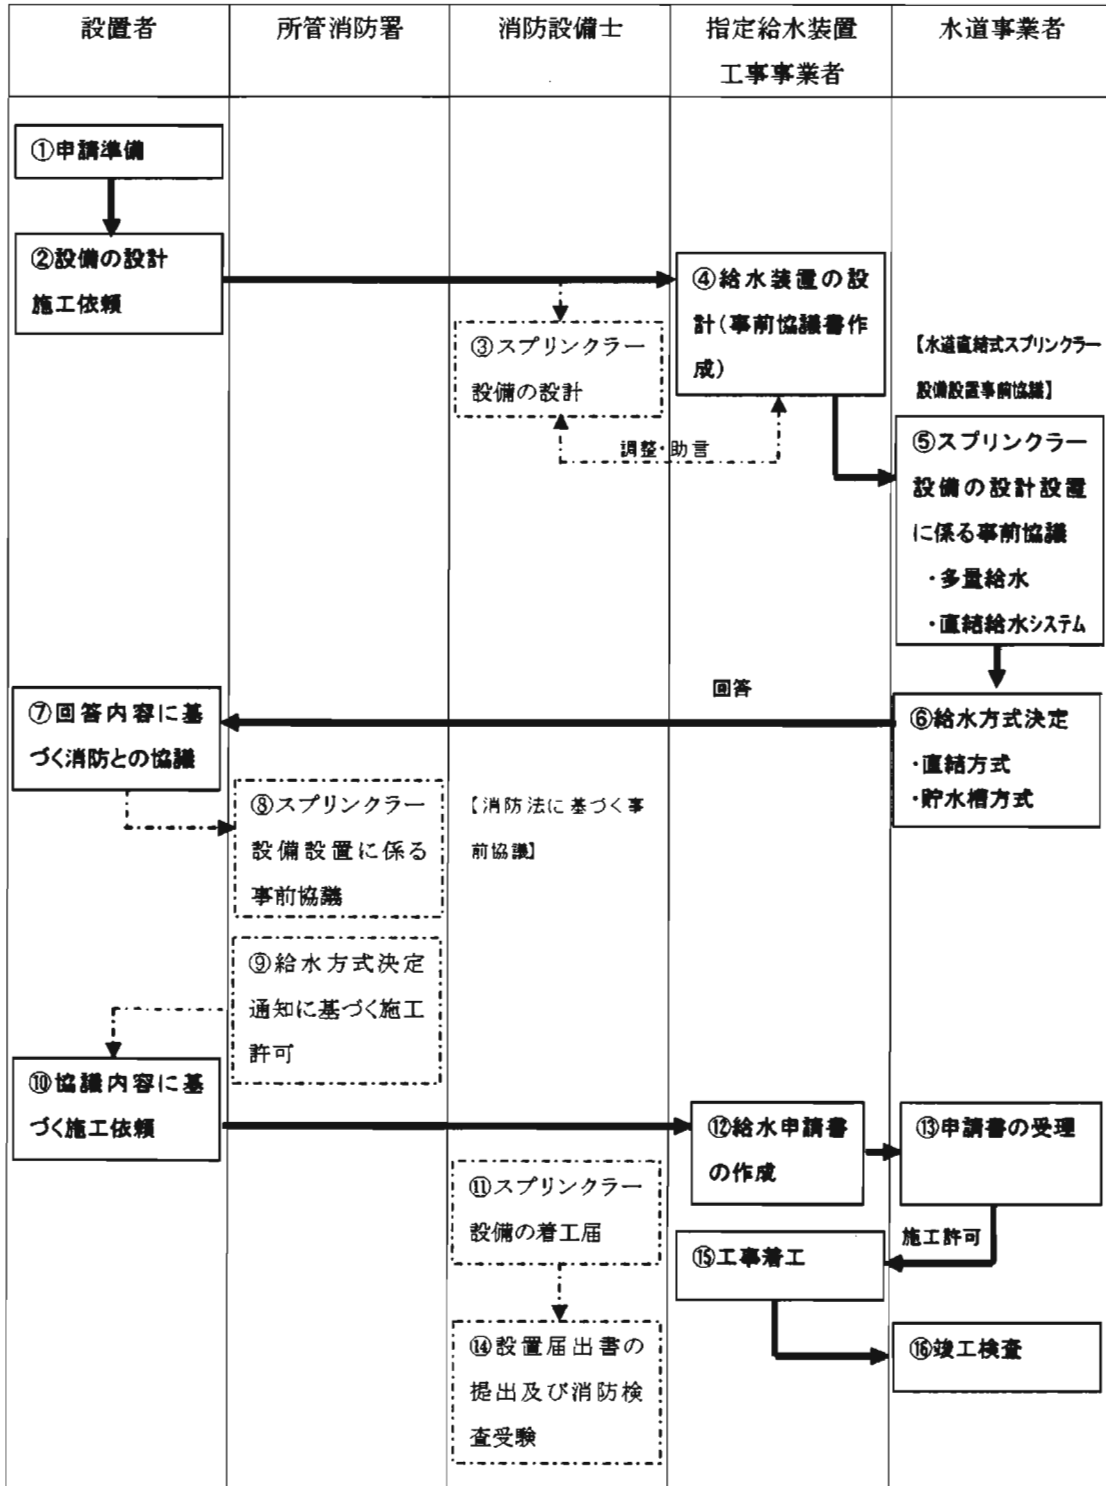 設置者
所管消防署
消防設備士
指定給水装置
工事事業者
水道事業者
①申請準備
②設備の設計
施工依頼
③スプリンクラー
設備の設計
④給水装置の設
計(事前協議書作
成)
調整・助言
【水道直結式スプリンクラー
設備設置事前協議】
⑤スプリンクラー
設備の設計設置
に係る事前協議
・多量給水
・直結給水システム
⑥給水方式決定
・直結方式
・貯水槽方式
回答
⑦回答内容に基
づく消防との協議
⑧スプリンクラー
設備設置に係る
事前協議
【消防法に基づく事
前協議】
⑨給水方式決定
通知に基づく施工
許可
⑩協議内容に基
づく施工依頼
⑪スプリンクラー
設備の着工届
⑫給水申請書
の作成
⑬申請書の受理
施工許可
⑭設置届出書の
提出及び消防検
査受験
⑮工事着工
⑯竣工検査